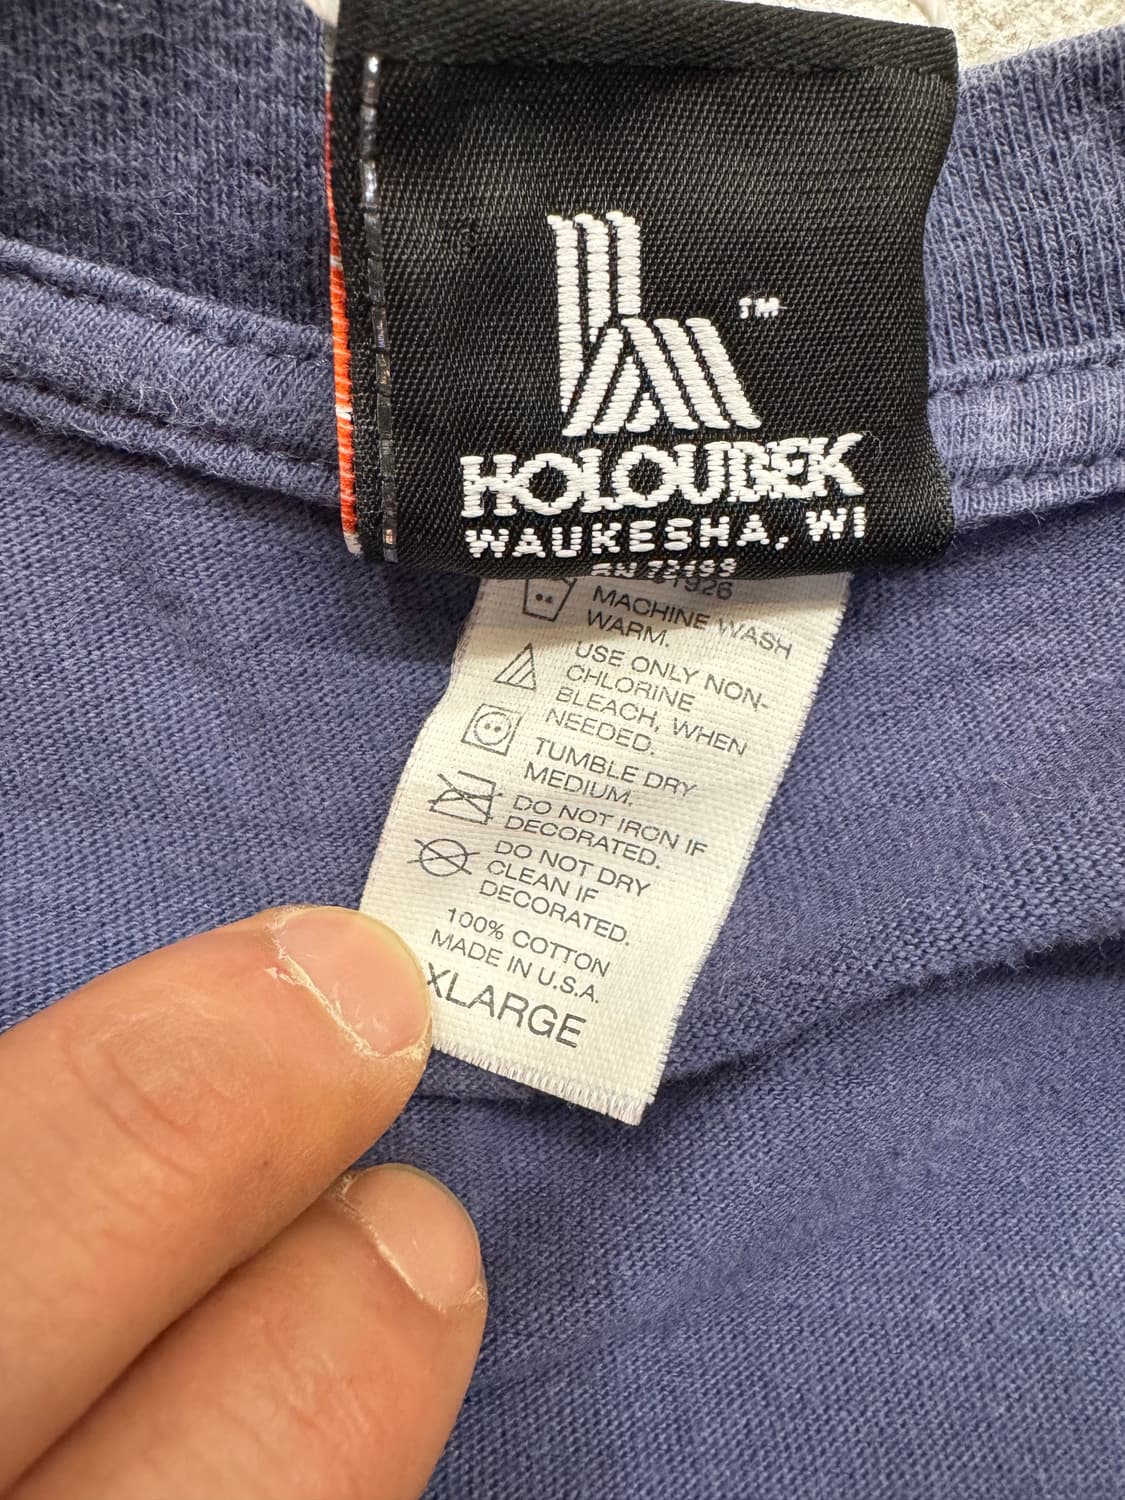 TM
HOLOUBEK
WAUKESHA, WI
MACHINE WASH
WARM.
USE ONLY NON-
CHLORINE
BLEACH, WHEN
NEEDED.
TUMBLE DRY
MEDIUM.
DO NOT IRON IF
DECORATED.
DO NOT DRY
CLEAN IF
DECORATED.
100% COTTON
MADE IN U.S.A.
XLARGE